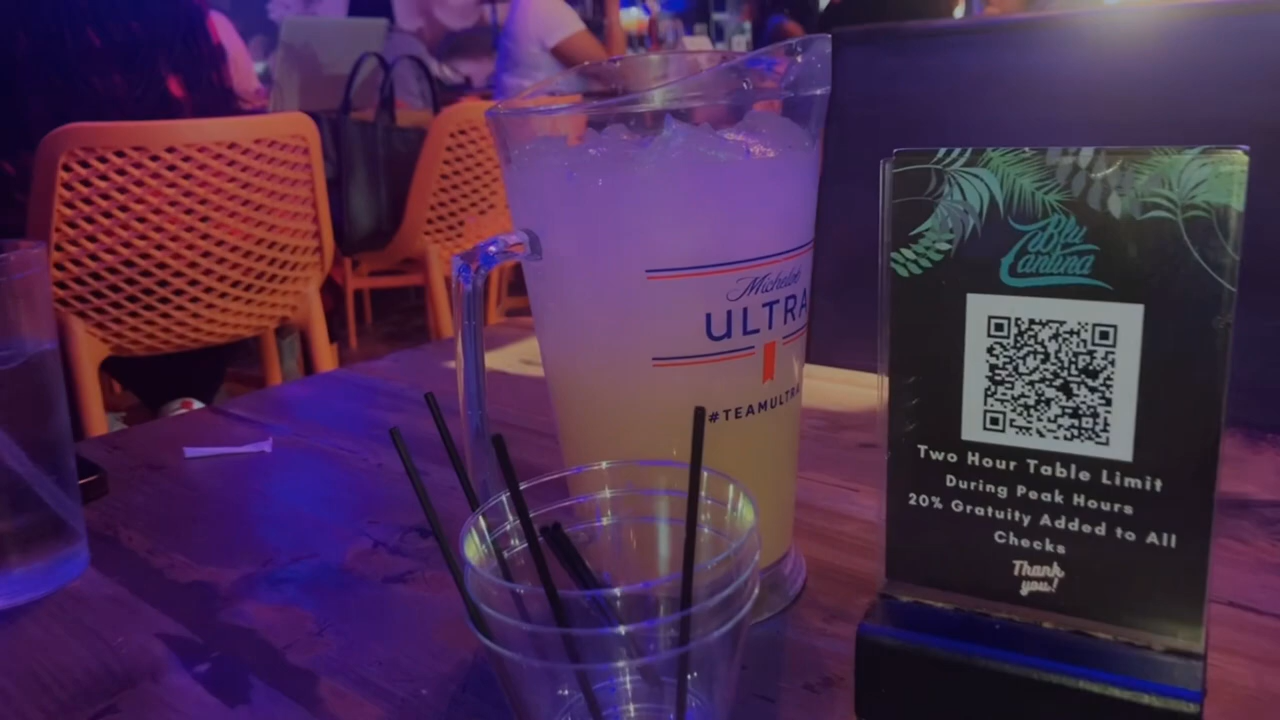 Michelob
ULTRA
#TEAMULTRA
Blu
Cantina
Two Hour Table Limit
During Peak Hours
20% Gratuity Added to All
Checks
Thank
you!